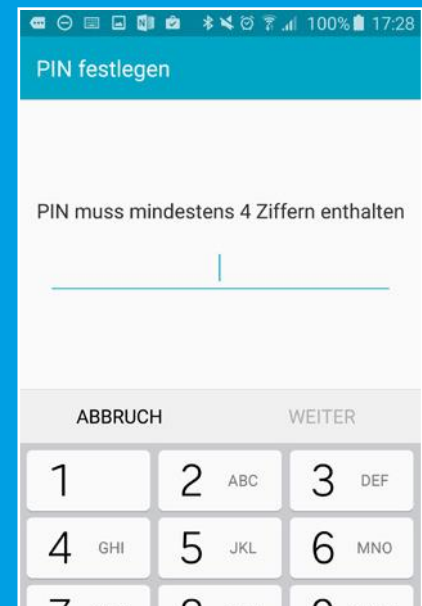 100% 17:28
PIN festlegen
PIN muss mindestens 4 Ziffern enthalten
ABBRUCH WEITER
1 2 ABC 3 DEF
4 GHI 5 JKL 6 MNO